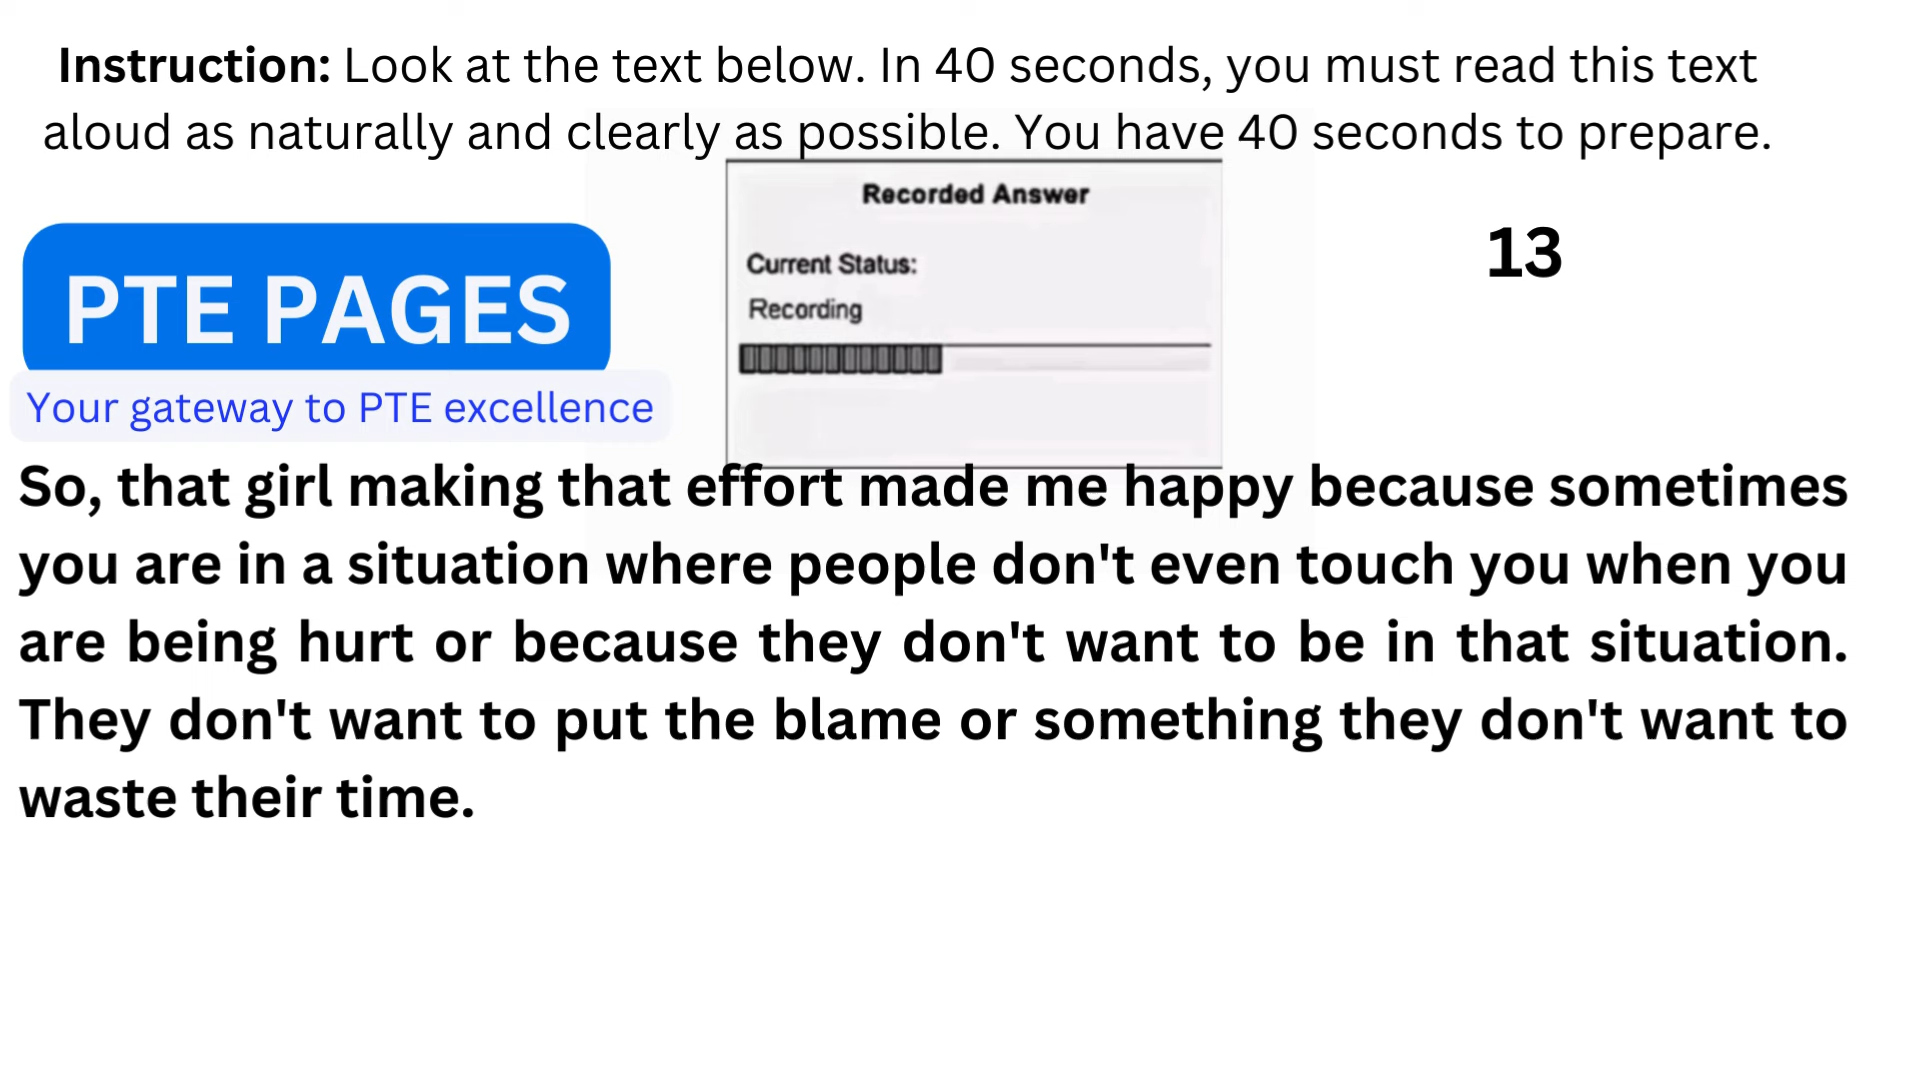 Instruction: Look at the text below. In 40 seconds, you must read this text
aloud as naturally and clearly as possible. You have 40 seconds to prepare.
Recorded Answer
Current Status:
Recording
13
PTE PAGES
Your gateway to PTE excellence
So, that girl making that effort made me happy because sometimes
you are in a situation where people don't even touch you when you
are being hurt or because they don't want to be in that situation.
They don't want to put the blame or something they don't want to
waste their time.